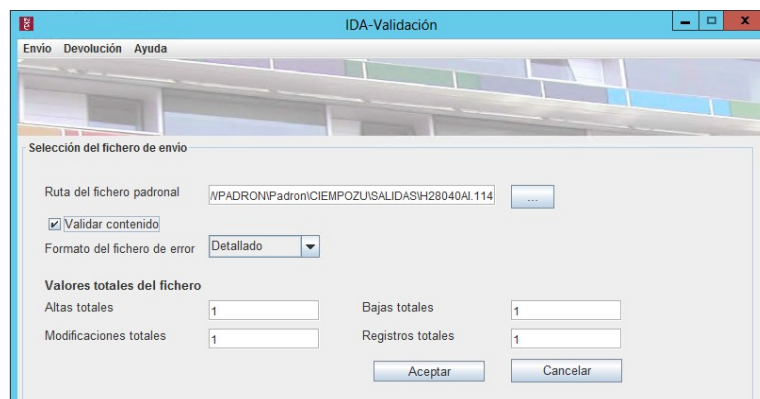 IDA-Validación
Envío Devolución Ayuda
Selección del fichero de envío
Ruta del fichero padronal VPADRON\Padron\CIEMPOZU\SALIDAS\H28040AI.114 ...
Validar contenido
Formato del fichero de error Detallado
Valores totales del fichero
Altas totales 1 Bajas totales 1
Modificaciones totales 1 Registros totales 1
Aceptar Cancelar